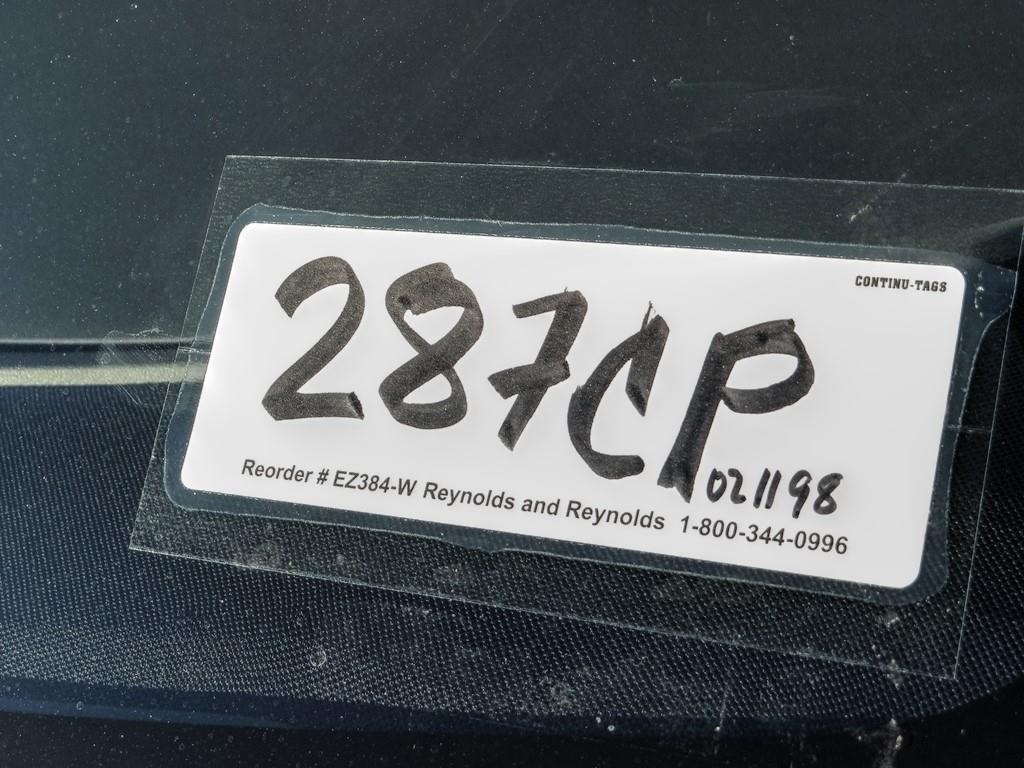 CONTINU-TAGS
287CP
021198
Reorder # EZ384-W Reynolds and Reynolds 1-800-344-0996